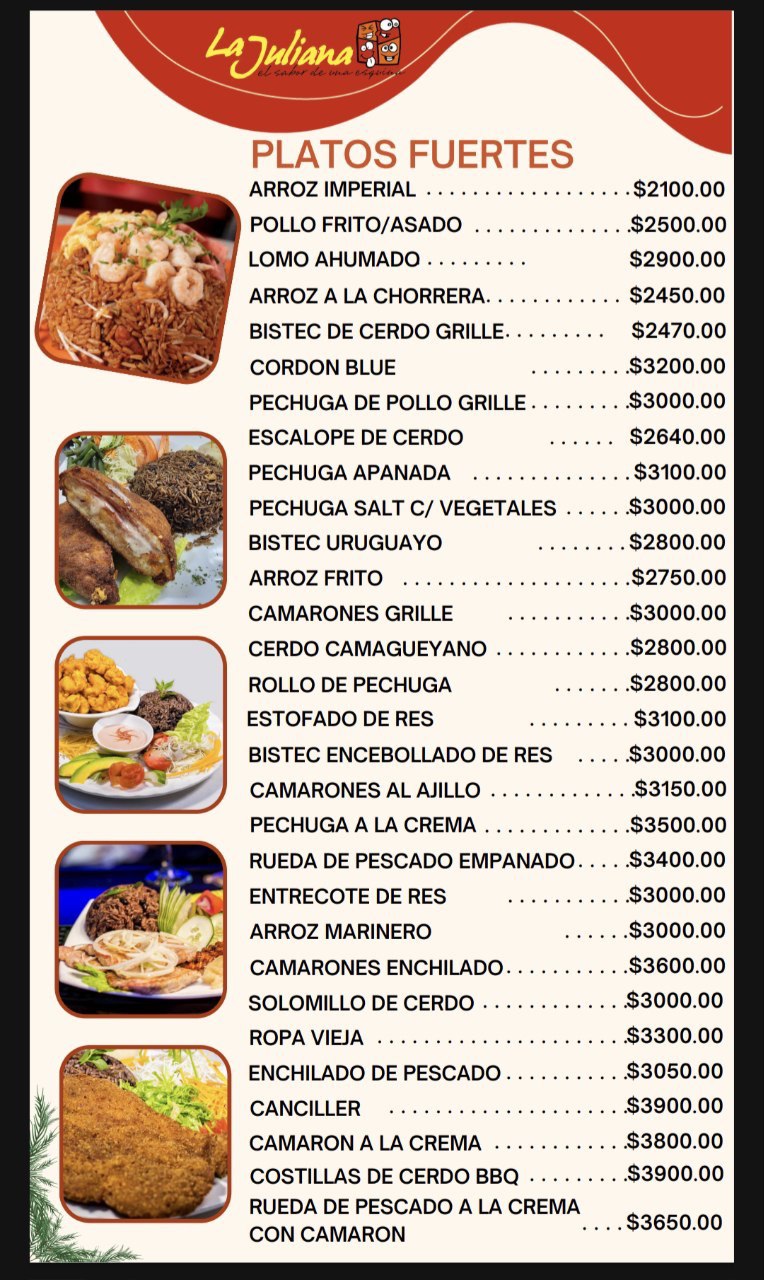 La Juliana
el sabor de una esquina
PLATOS FUERTES
ARROZ IMPERIAL . . . . . . . . . . . . . . . . . . $2100.00
POLLO FRITO/ASADO . . . . . . . . . . . . . . $2500.00
LOMO AHUMADO . . . . . . . . . $2900.00
ARROZ A LA CHORRERA. . . . . . . . . . . . $2450.00
BISTEC DE CERDO GRILLE. . . . . . . . . $2470.00
CORDON BLUE . . . . . . . . .$3200.00
PECHUGA DE POLLO GRILLE . . . . . . . . .$3000.00
ESCALOPE DE CERDO . . . . . . $2640.00
PECHUGA APANADA . . . . . . . . . . . . . . $3100.00
PECHUGA SALT C/ VEGETALES . . . . . .$3000.00
BISTEC URUGUAYO . . . . . . . . $2800.00
ARROZ FRITO . . . . . . . . . . . . . . . . . . . .$2750.00
CAMARONES GRILLE . . . . . . . . . . .$3000.00
CERDO CAMAGUEYANO . . . . . . . . . . . .$2800.00
ROLLO DE PECHUGA . . . . . . .$2800.00
ESTOFADO DE RES . . . . . . . . . $3100.00
BISTEC ENCEBOLLADO DE RES . . . . .$3000.00
CAMARONES AL AJILLO . . . . . . . . . . . . .$3150.00
PECHUGA A LA CREMA . . . . . . . . . . . . .$3500.00
RUEDA DE PESCADO EMPANADO. . . . .$3400.00
ENTRECOTE DE RES . . . . . . . . . . .$3000.00
ARROZ MARINERO . . . . . .$3000.00
CAMARONES ENCHILADO. . . . . . . . . . .$3600.00
SOLOMILLO DE CERDO . . . . . . . . . . . . .$3000.00
ROPA VIEJA . . . . . . . . . . . . . . . . . . . . . .$3300.00
ENCHILADO DE PESCADO . . . . . . . . . . .$3050.00
CANCILLER . . . . . . . . . . . . . . . . . . . . .$3900.00
CAMARON A LA CREMA . . . . . . . . . . . .$3800.00
COSTILLAS DE CERDO BBQ . . . . . . . . .$3900.00
RUEDA DE PESCADO A LA CREMA
CON CAMARON . . . . $3650.00